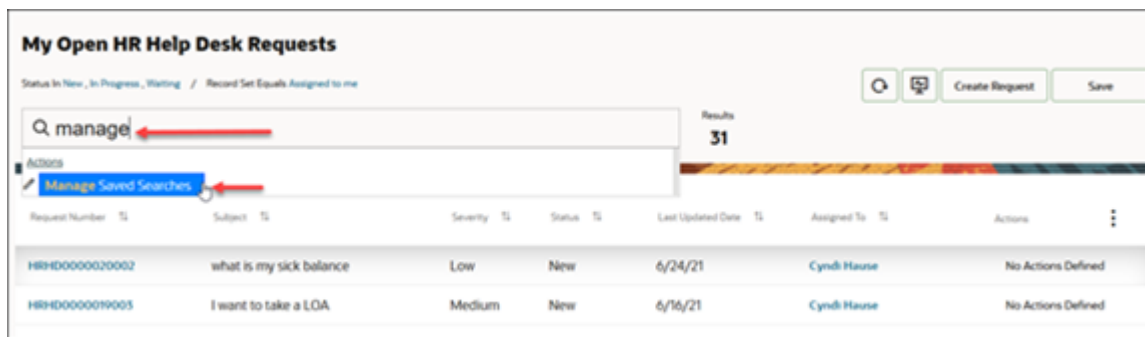 My Open HR Help Desk Requests
Status In New , In Progress , Waiting / Record Set Equals Assigned to me
Create Request Save
manage
Results
31
Actions
Manage Saved Searches
Request Number Subject Severity Status Last Updated Date Assigned To Actions
HRHD0000020002 what is my sick balance Low New 6/24/21 Cyndi Hause No Actions Defined
HRHD0000019003 I want to take a LOA Medium New 6/16/21 Cyndi Hause No Actions Defined